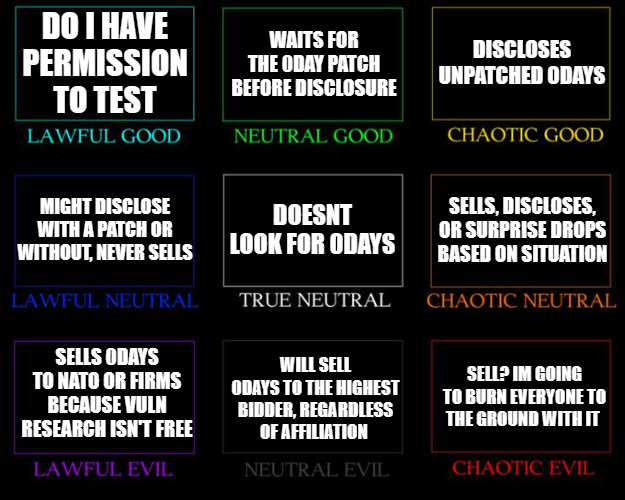 DO I HAVE
PERMISSION
TO TEST
LAWFUL GOOD
WAITS FOR
THE 0DAY PATCH
BEFORE DISCLOSURE
NEUTRAL GOOD
DISCLOSES
UNPATCHED 0DAYS
CHAOTIC GOOD
MIGHT DISCLOSE
WITH A PATCH OR
WITHOUT, NEVER SELLS
LAWFUL NEUTRAL
DOESNT
LOOK FOR 0DAYS
TRUE NEUTRAL
SELLS, DISCLOSES,
OR SURPRISE DROPS
BASED ON SITUATION
CHAOTIC NEUTRAL
SELLS 0DAYS
TO NATO OR FIRMS
BECAUSE VULN
RESEARCH ISN'T FREE
LAWFUL EVIL
WILL SELL
0DAYS TO THE HIGHEST
BIDDER, REGARDLESS
OF AFFILIATION
NEUTRAL EVIL
SELL? IM GOING
TO BURN EVERYONE TO
THE GROUND WITH IT
CHAOTIC EVIL